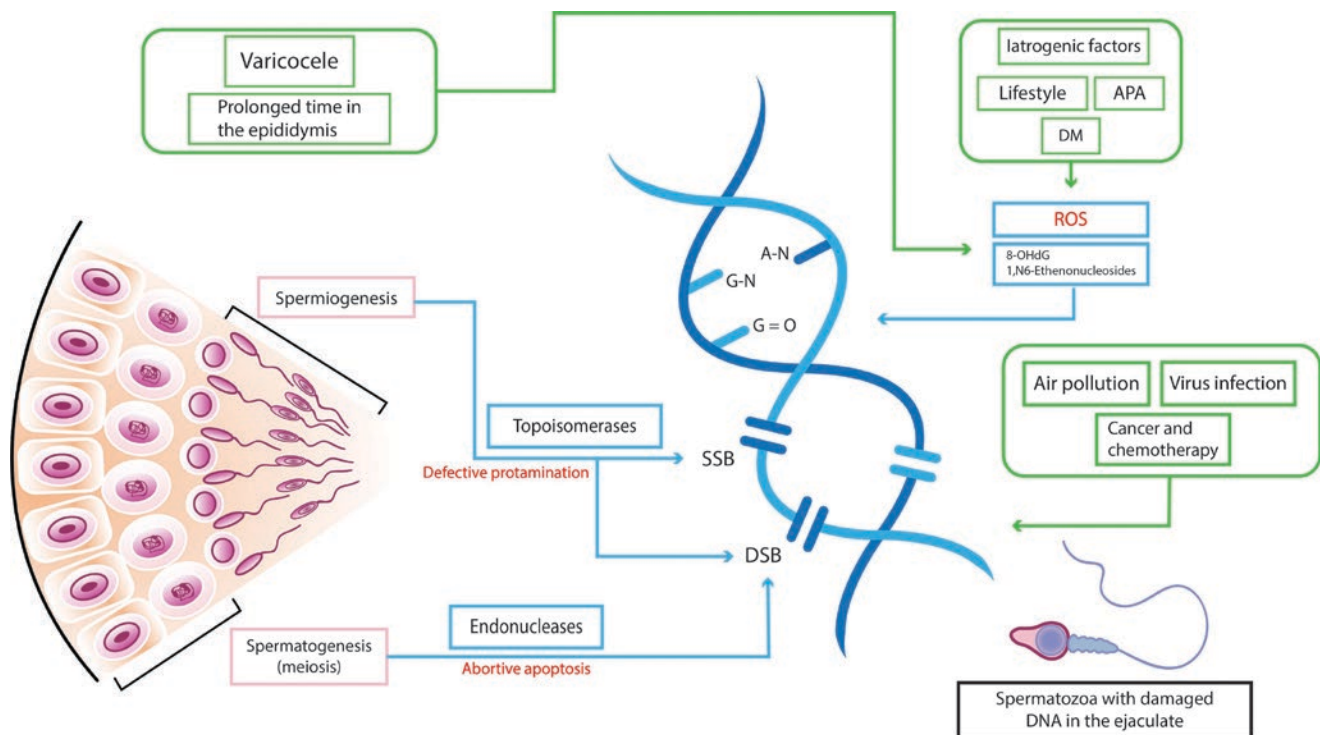 Varicocele
Prolonged time in
the epididymis
Iatrogenic factors
Lifestyle
APA
DM
ROS
8-OHdG
1,N6-Ethenonucleosides
A-N
G-N
G = O
Spermiogenesis
Topoisomerases
Defective protamination
SSB
DSB
Air pollution
Virus infection
Cancer and
chemotherapy
Spermatogenesis
(meiosis)
Endonucleases
Abortive apoptosis
Spermatozoa with damaged
DNA in the ejaculate